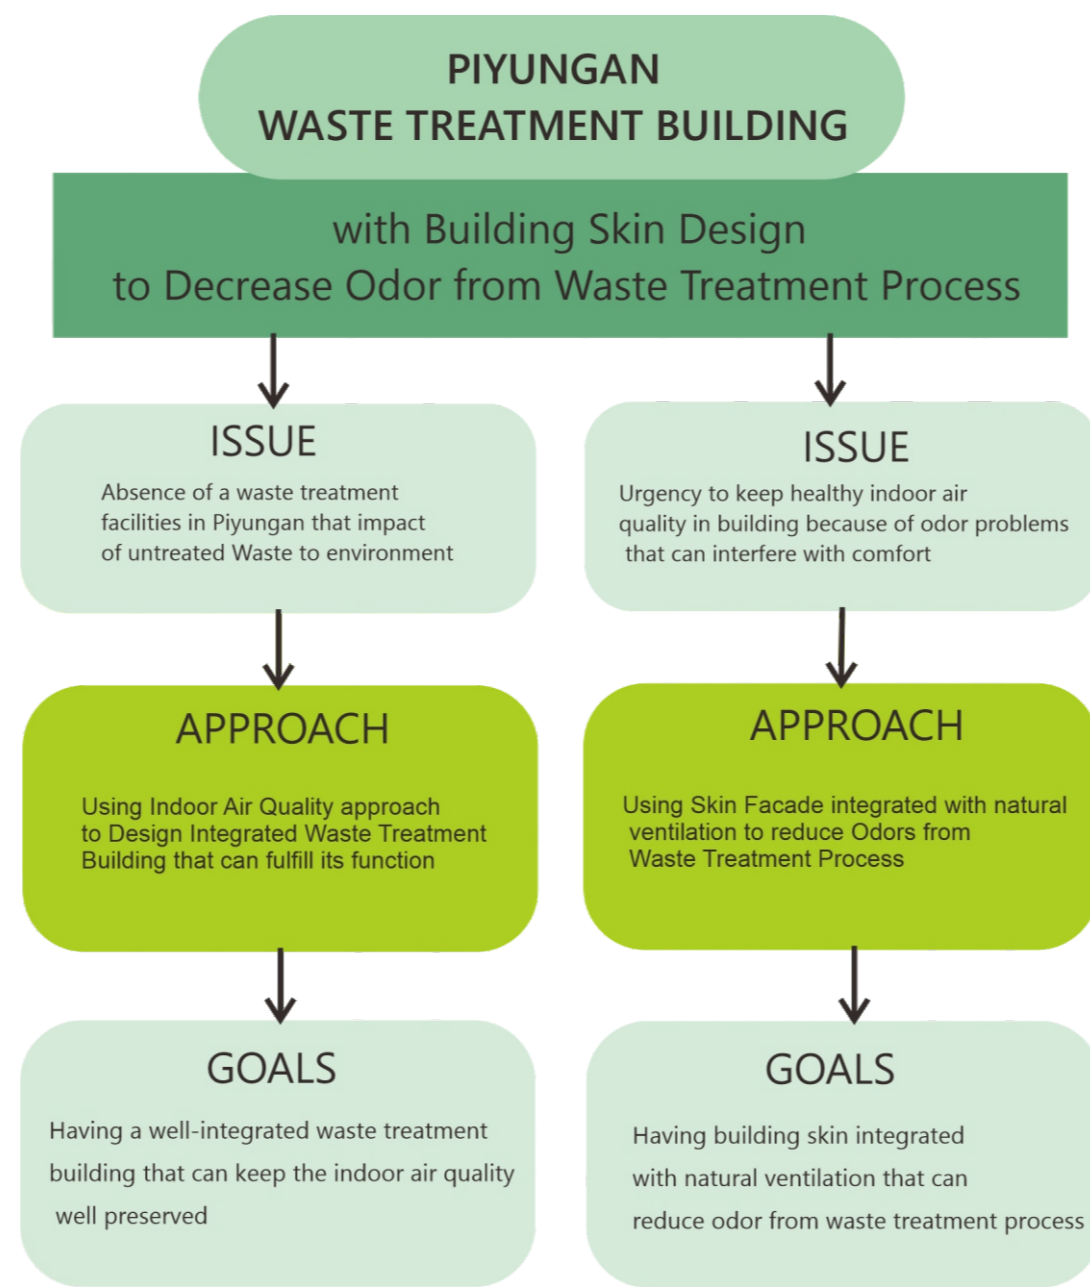 PIYUNGAN
WASTE TREATMENT BUILDING
with Building Skin Design
to Decrease Odor from Waste Treatment Process
ISSUE
Absence of a waste treatment
facilities in Piyungan that impact
of untreated Waste to environment
APPROACH
Using Indoor Air Quality approach
to Design Integrated Waste Treatment
Building that can fulfill its function
GOALS
Having a well-integrated waste treatment
building that can keep the indoor air quality
well preserved
ISSUE
Urgency to keep healthy indoor air
quality in building because of odor problems
that can interfere with comfort
APPROACH
Using Skin Facade integrated with natural
ventilation to reduce Odors from
Waste Treatment Process
GOALS
Having building skin integrated
with natural ventilation that can
reduce odor from waste treatment process